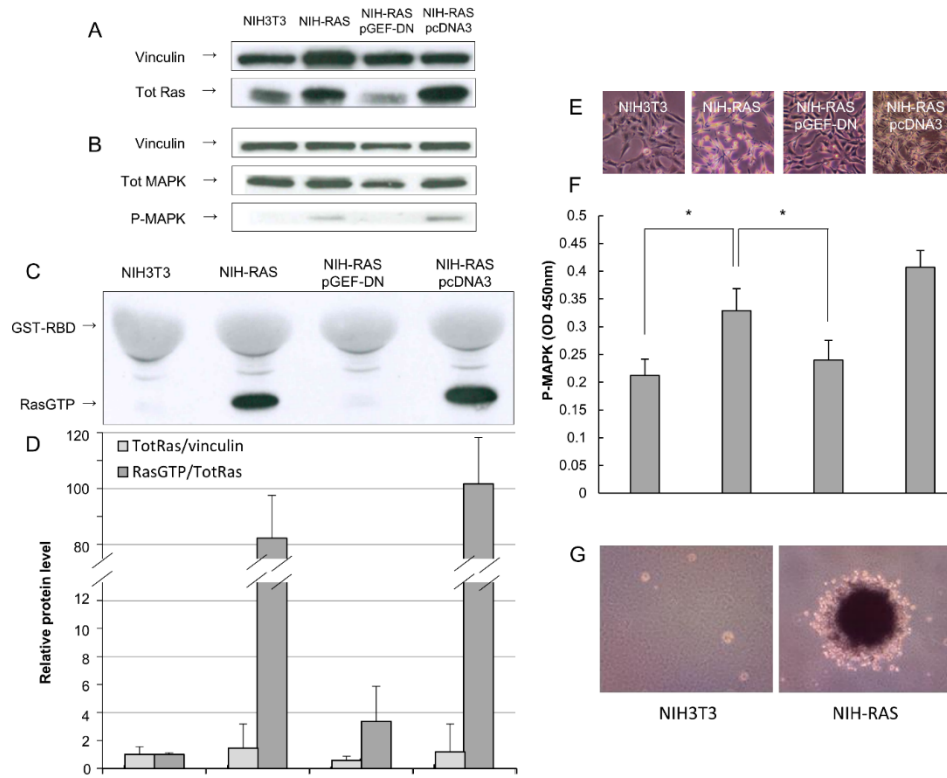 A
NIH3T3 NIH-RAS NIH-RAS pGEF-DN NIH-RAS pcDNA3
Vinculin →
Tot Ras →
B
Vinculin →
Tot MAPK →
P-MAPK →
C
NIH3T3 NIH-RAS NIH-RAS pGEF-DN NIH-RAS pcDNA3
GST-RBD →
RasGTP →
D
TotRas/vinculin
RasGTP/TotRas
Relative protein level
120
100
80
12
10
8
6
4
2
0
E
NIH3T3 NIH-RAS NIH-RAS pGEF-DN NIH-RAS pcDNA3
F
P-MAPK (OD 450nm)
0.5
0.45
0.4
0.35
0.30
0.25
0.2
0.15
0.1
0.05
0
* *
G
NIH3T3 NIH-RAS